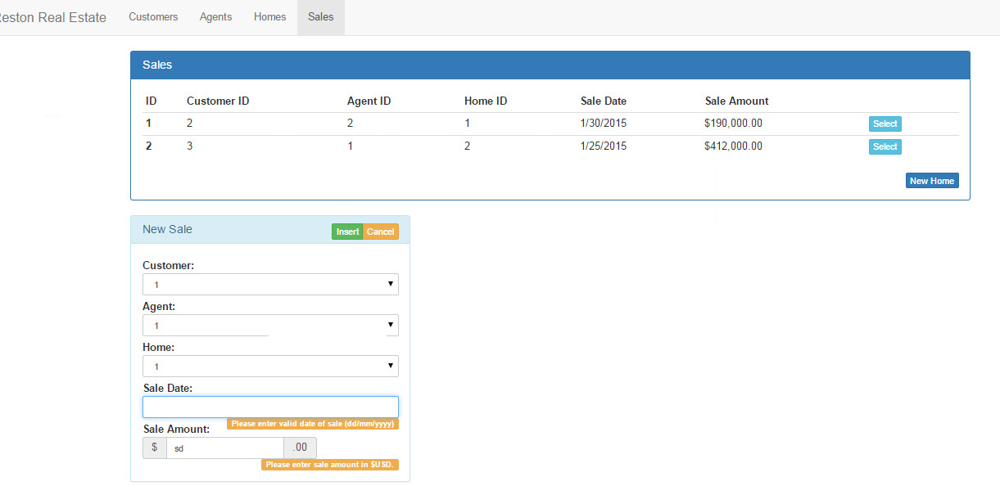 eston Real Estate Customers Agents Homes Sales
Sales
ID Customer ID Agent ID Home ID Sale Date Sale Amount
1 2 2 1 1/30/2015 $190,000.00 Select
2 3 1 2 1/25/2015 $412,000.00 Select
New Home
New Sale Insert Cancel
Customer:
1
Agent:
1
Home:
1
Sale Date:
Please enter valid date of sale (dd/mm/yyyy)
Sale Amount:
$ sd .00
Please enter sale amount in $USD.